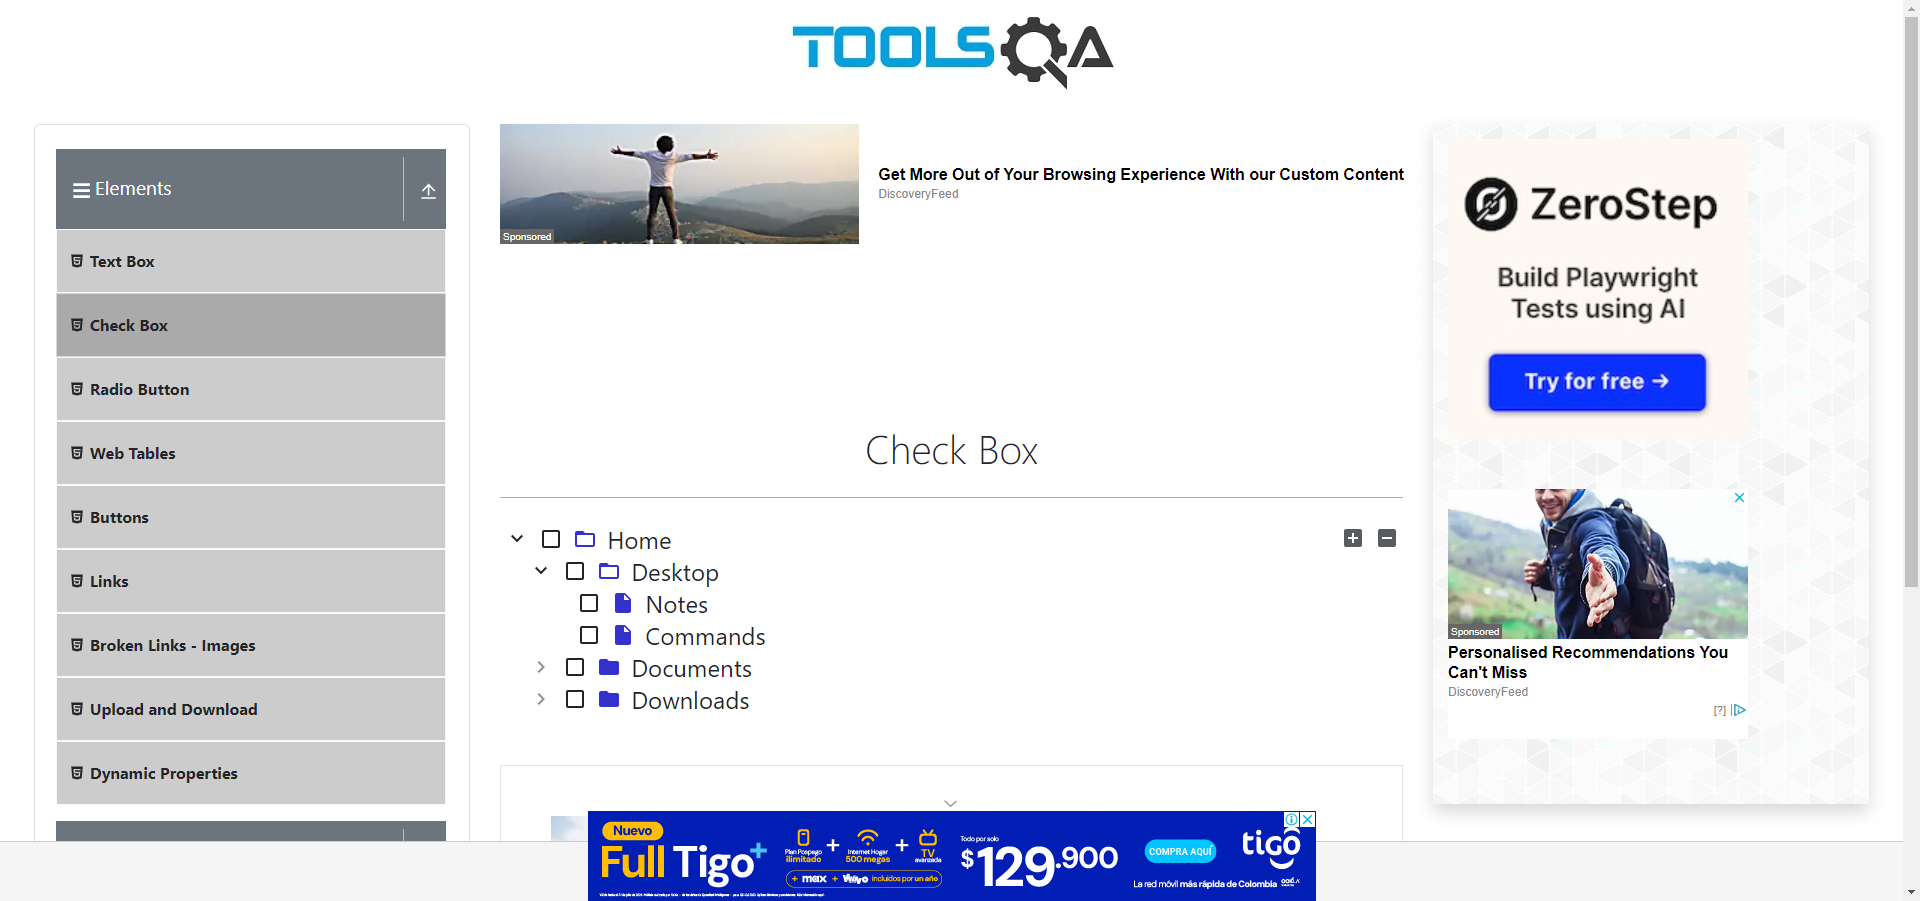 TOOLSQA
Elements
Text Box
Check Box
Radio Button
Web Tables
Buttons
Links
Broken Links - Images
Upload and Download
Dynamic Properties
Sponsored
Get More Out of Your Browsing Experience With our Custom Content
DiscoveryFeed
Check Box
Home
Desktop
Notes
Commands
Documents
Downloads
ZeroStep
Build Playwright
Tests using AI
Try for free →
Sponsored
Personalised Recommendations You
Can't Miss
DiscoveryFeed
[?]
Nuevo
Full Tigo+
Plan Pospago
ilimitado
+
Internet Hogar
500 megas
+
TV
avanzada
+ max + ViX incluidos por un año
Todo por solo
$129.900
COMPRA AQUÍ
tigo
La red móvil más rápida de Colombia